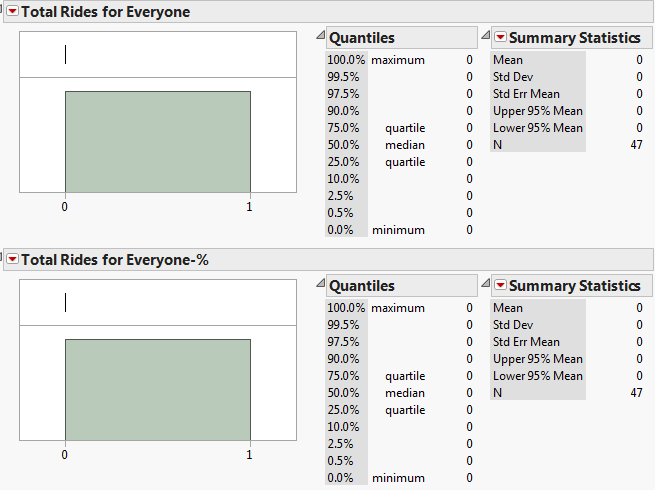 Total Rides for Everyone
Quantiles
100.0% maximum 0
99.5% 0
97.5% 0
90.0% 0
75.0% quartile 0
50.0% median 0
25.0% quartile 0
10.0% 0
2.5% 0
0.5% 0
0.0% minimum 0
Summary Statistics
Mean 0
Std Dev 0
Std Err Mean 0
Upper 95% Mean 0
Lower 95% Mean 0
N 47
0 1
Total Rides for Everyone-%
Quantiles
100.0% maximum 0
99.5% 0
97.5% 0
90.0% 0
75.0% quartile 0
50.0% median 0
25.0% quartile 0
10.0% 0
2.5% 0
0.5% 0
0.0% minimum 0
Summary Statistics
Mean 0
Std Dev 0
Std Err Mean 0
Upper 95% Mean 0
Lower 95% Mean 0
N 47
0 1